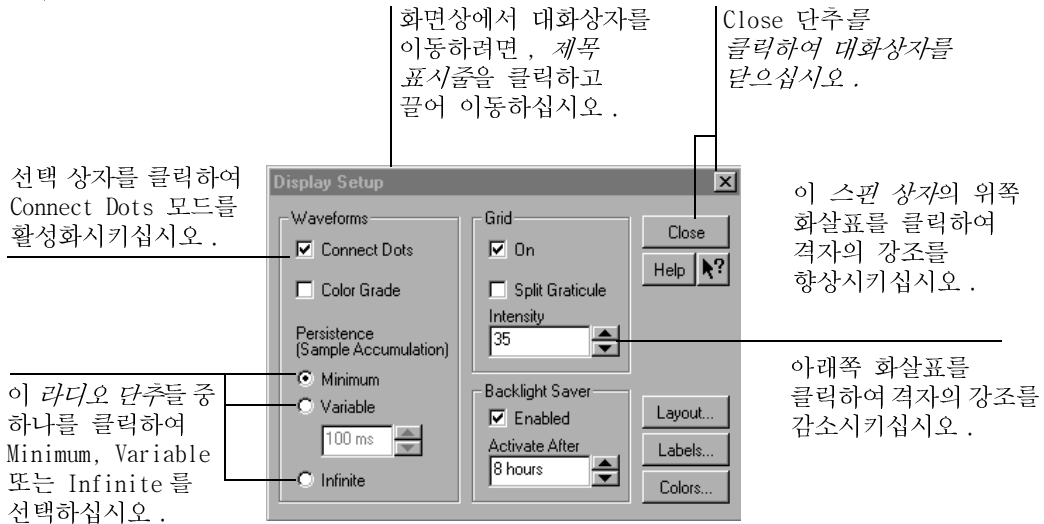 화면상에서 대화상자를
이동하려면 , 제목
표시줄을 클릭하고
끌어 이동하십시오 .
Close 단추를
클릭하여 대화상자를
닫으십시오 .
선택 상자를 클릭하여
Connect Dots 모드를
활성화시키십시오 .
Display Setup
Waveforms
Connect Dots
Color Grade
Persistence
(Sample Accumulation)
Minimum
Variable
100 ms
Infinite
Grid
On
Split Graticule
Intensity
35
Backlight Saver
Enabled
Activate After
8 hours
Close
Help
?
Layout...
Labels...
Colors...
이 스핀 상자의 위쪽
화살표를 클릭하여
격자의 강조를
향상시키십시오 .
아래쪽 화살표를
클릭하여 격자의 강조를
감소시키십시오 .
이 라디오 단추들 중
하나를 클릭하여
Minimum, Variable
또는 Infinite 를
선택하십시오 .